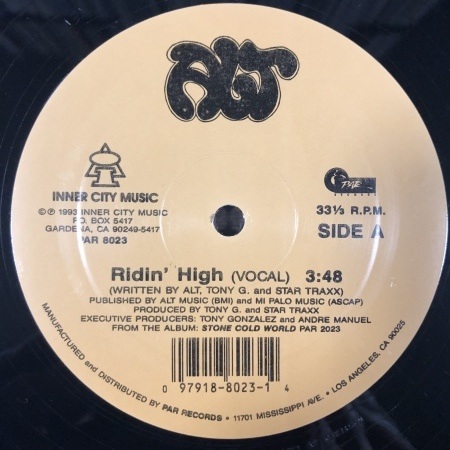 ALT
INNER CITY MUSIC
© ℗ 1993 INNER CITY MUSIC
P.O. BOX 5417
GARDENA, CA 90249-5417
PAR 8023
33⅓ R.P.M.
SIDE A
Ridin' High (VOCAL) 3:48
(WRITTEN BY ALT, TONY G. and STAR TRAXX)
PUBLISHED BY ALT MUSIC (BMI) and MI PALO MUSIC (ASCAP)
PRODUCED BY TONY G. and STAR TRAXX
EXECUTIVE PRODUCERS: TONY GONZALEZ and ANDRE MANUEL
FROM THE ALBUM: STONE COLD WORLD PAR 2023
0 97918-8023-1 4
MANUFACTURED and DISTRIBUTED BY PAR RECORDS • 11701 MISSISSIPPI AVE. • LOS ANGELES, CA 90025